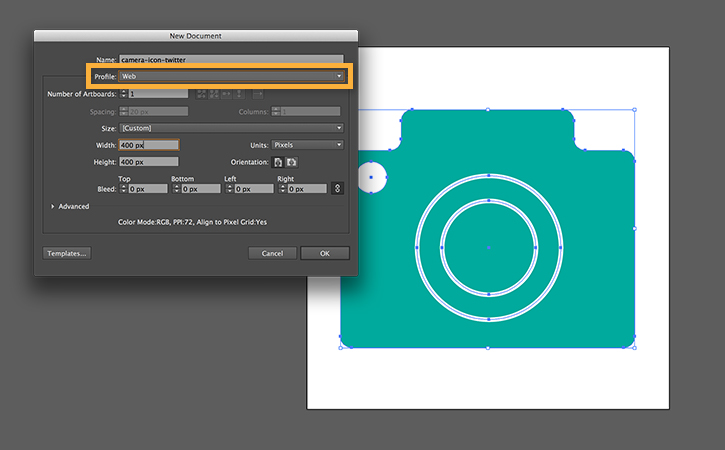 New Document
Name: camera-icon-twitter
Profile: Web
Number of Artboards: 1
Spacing: 20 px Columns: 1
Size: [Custom]
Width: 400 px Units: Pixels
Height: 400 px Orientation:
Top Bottom Left Right
Bleed: 0 px 0 px 0 px 0 px
Advanced
Color Mode:RGB, PPI:72, Align to Pixel Grid:Yes
Templates... Cancel OK